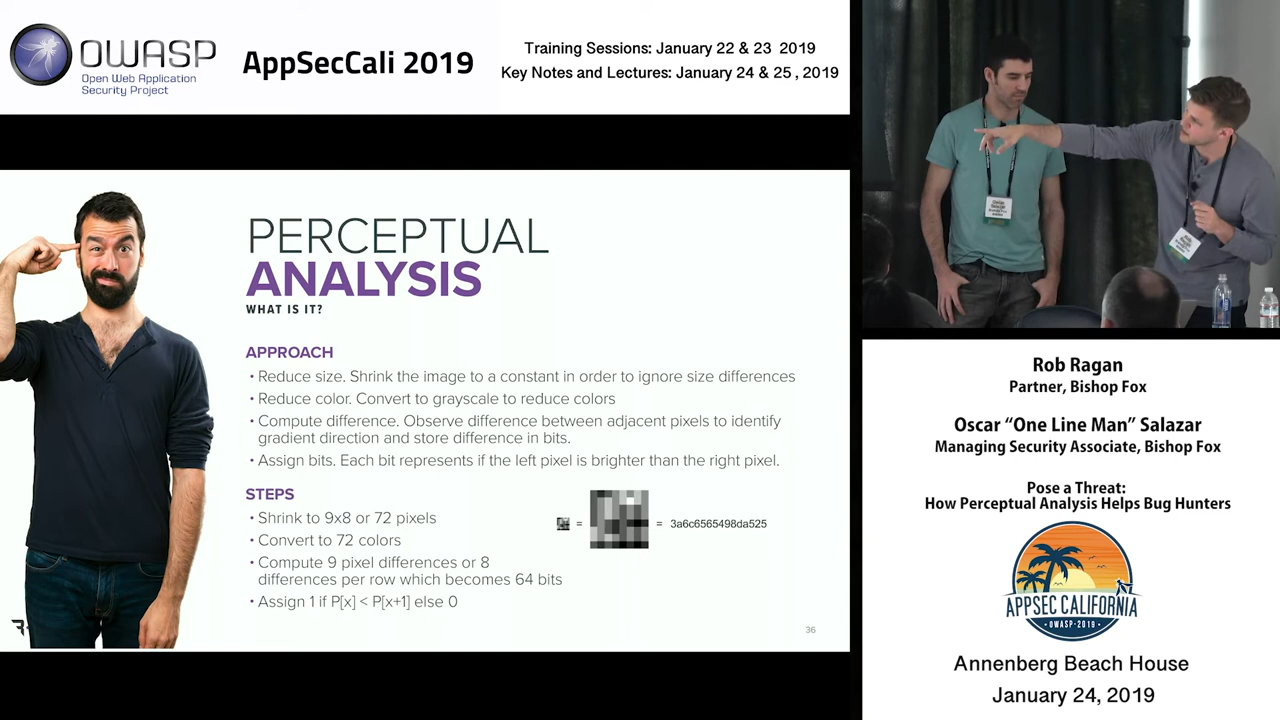 OWASP
Open Web Application
Security Project
AppSecCali 2019
Training Sessions: January 22 & 23 2019
Key Notes and Lectures: January 24 & 25 , 2019
PERCEPTUAL
ANALYSIS
WHAT IS IT?
APPROACH
• Reduce size. Shrink the image to a constant in order to ignore size differences
• Reduce color. Convert to grayscale to reduce colors
• Compute difference. Observe difference between adjacent pixels to identify
gradient direction and store difference in bits.
• Assign bits. Each bit represents if the left pixel is brighter than the right pixel.
STEPS
• Shrink to 9x8 or 72 pixels
• Convert to 72 colors
• Compute 9 pixel differences or 8
differences per row which becomes 64 bits
• Assign 1 if P[x] < P[x+1] else 0
= = 3a6c6565498da525
36
Rob Ragan
Partner, Bishop Fox
Oscar “One Line Man” Salazar
Managing Security Associate, Bishop Fox
Pose a Threat:
How Perceptual Analysis Helps Bug Hunters
APPSEC CALIFORNIA
• OWASP-2019 •
Annenberg Beach House
January 24, 2019